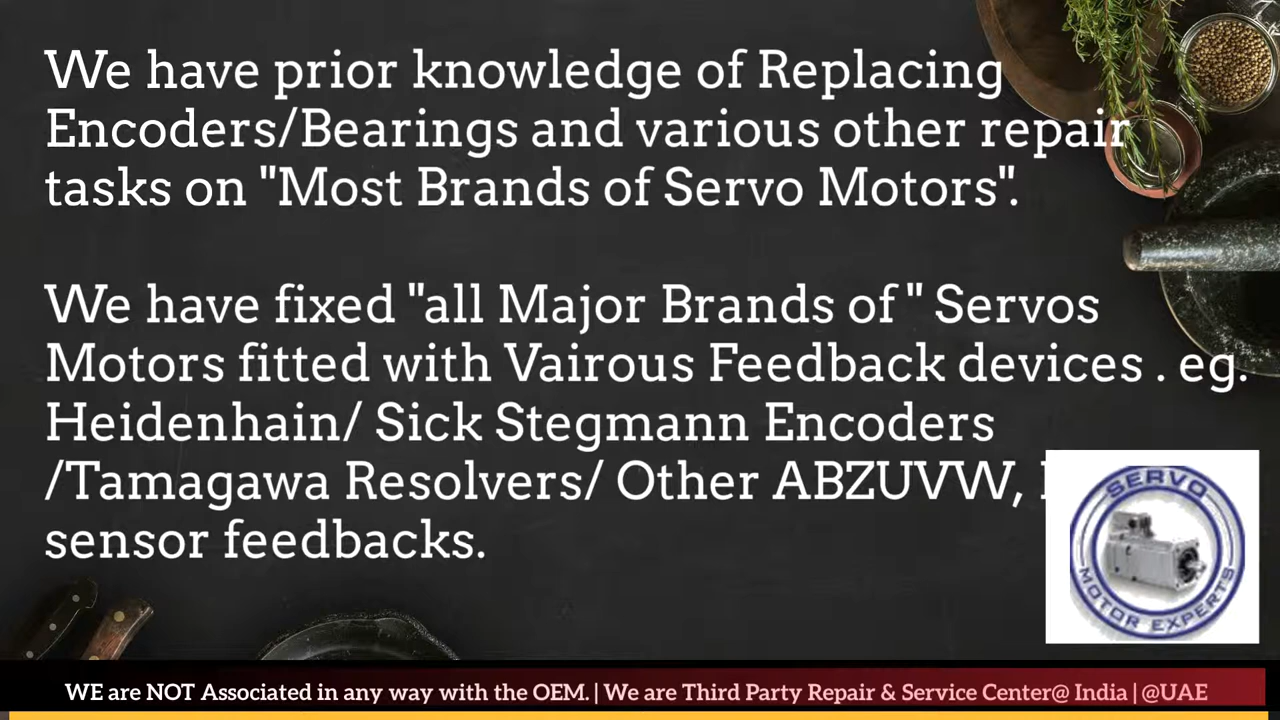 We have prior knowledge of Replacing
Encoders/Bearings and various other repair
tasks on "Most Brands of Servo Motors".
We have fixed "all Major Brands of " Servos
Motors fitted with Vairous Feedback devices . eg.
Heidenhain/ Sick Stegmann Encoders
/Tamagawa Resolvers/ Other ABZUVW,
sensor feedbacks.
SERVO
MOTOR EXPERTS
WE are NOT Associated in any way with the OEM. | We are Third Party Repair & Service Center@ India | @UAE